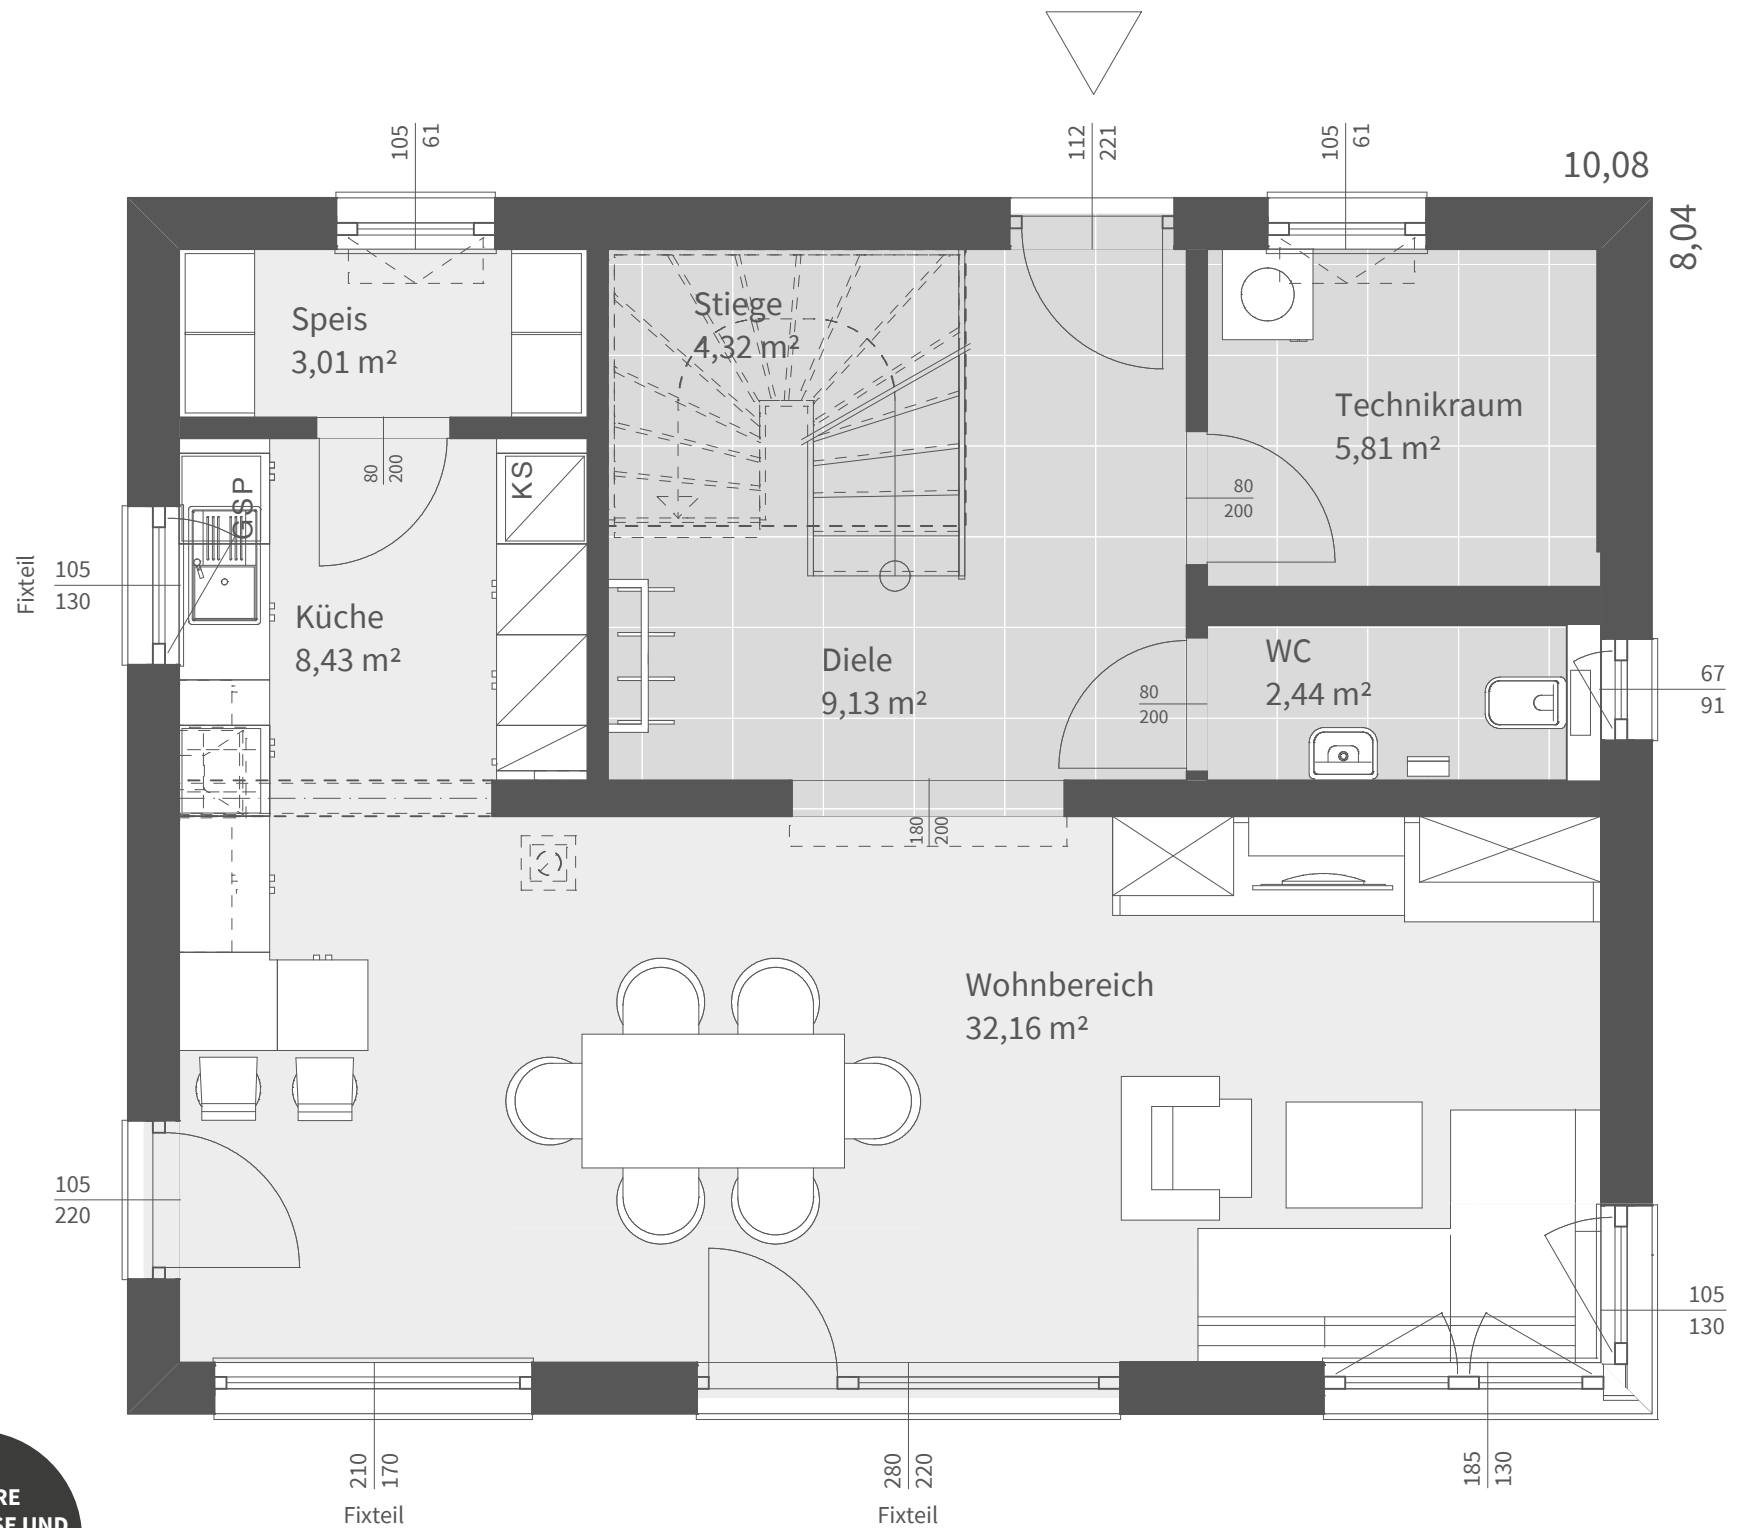 105
61
112
221
105
61
10,08
8,04
Speis
3,01 m²
Stiege
4,32 m²
Technikraum
5,81 m²
80
200
GSP
KS
80
200
Fixteil
105
130
Küche
8,43 m²
Diele
9,13 m²
WC
2,44 m²
80
200
67
91
180
200
Wohnbereich
32,16 m²
105
220
105
130
210
170
Fixteil
280
220
Fixteil
185
130
RE
SE UND